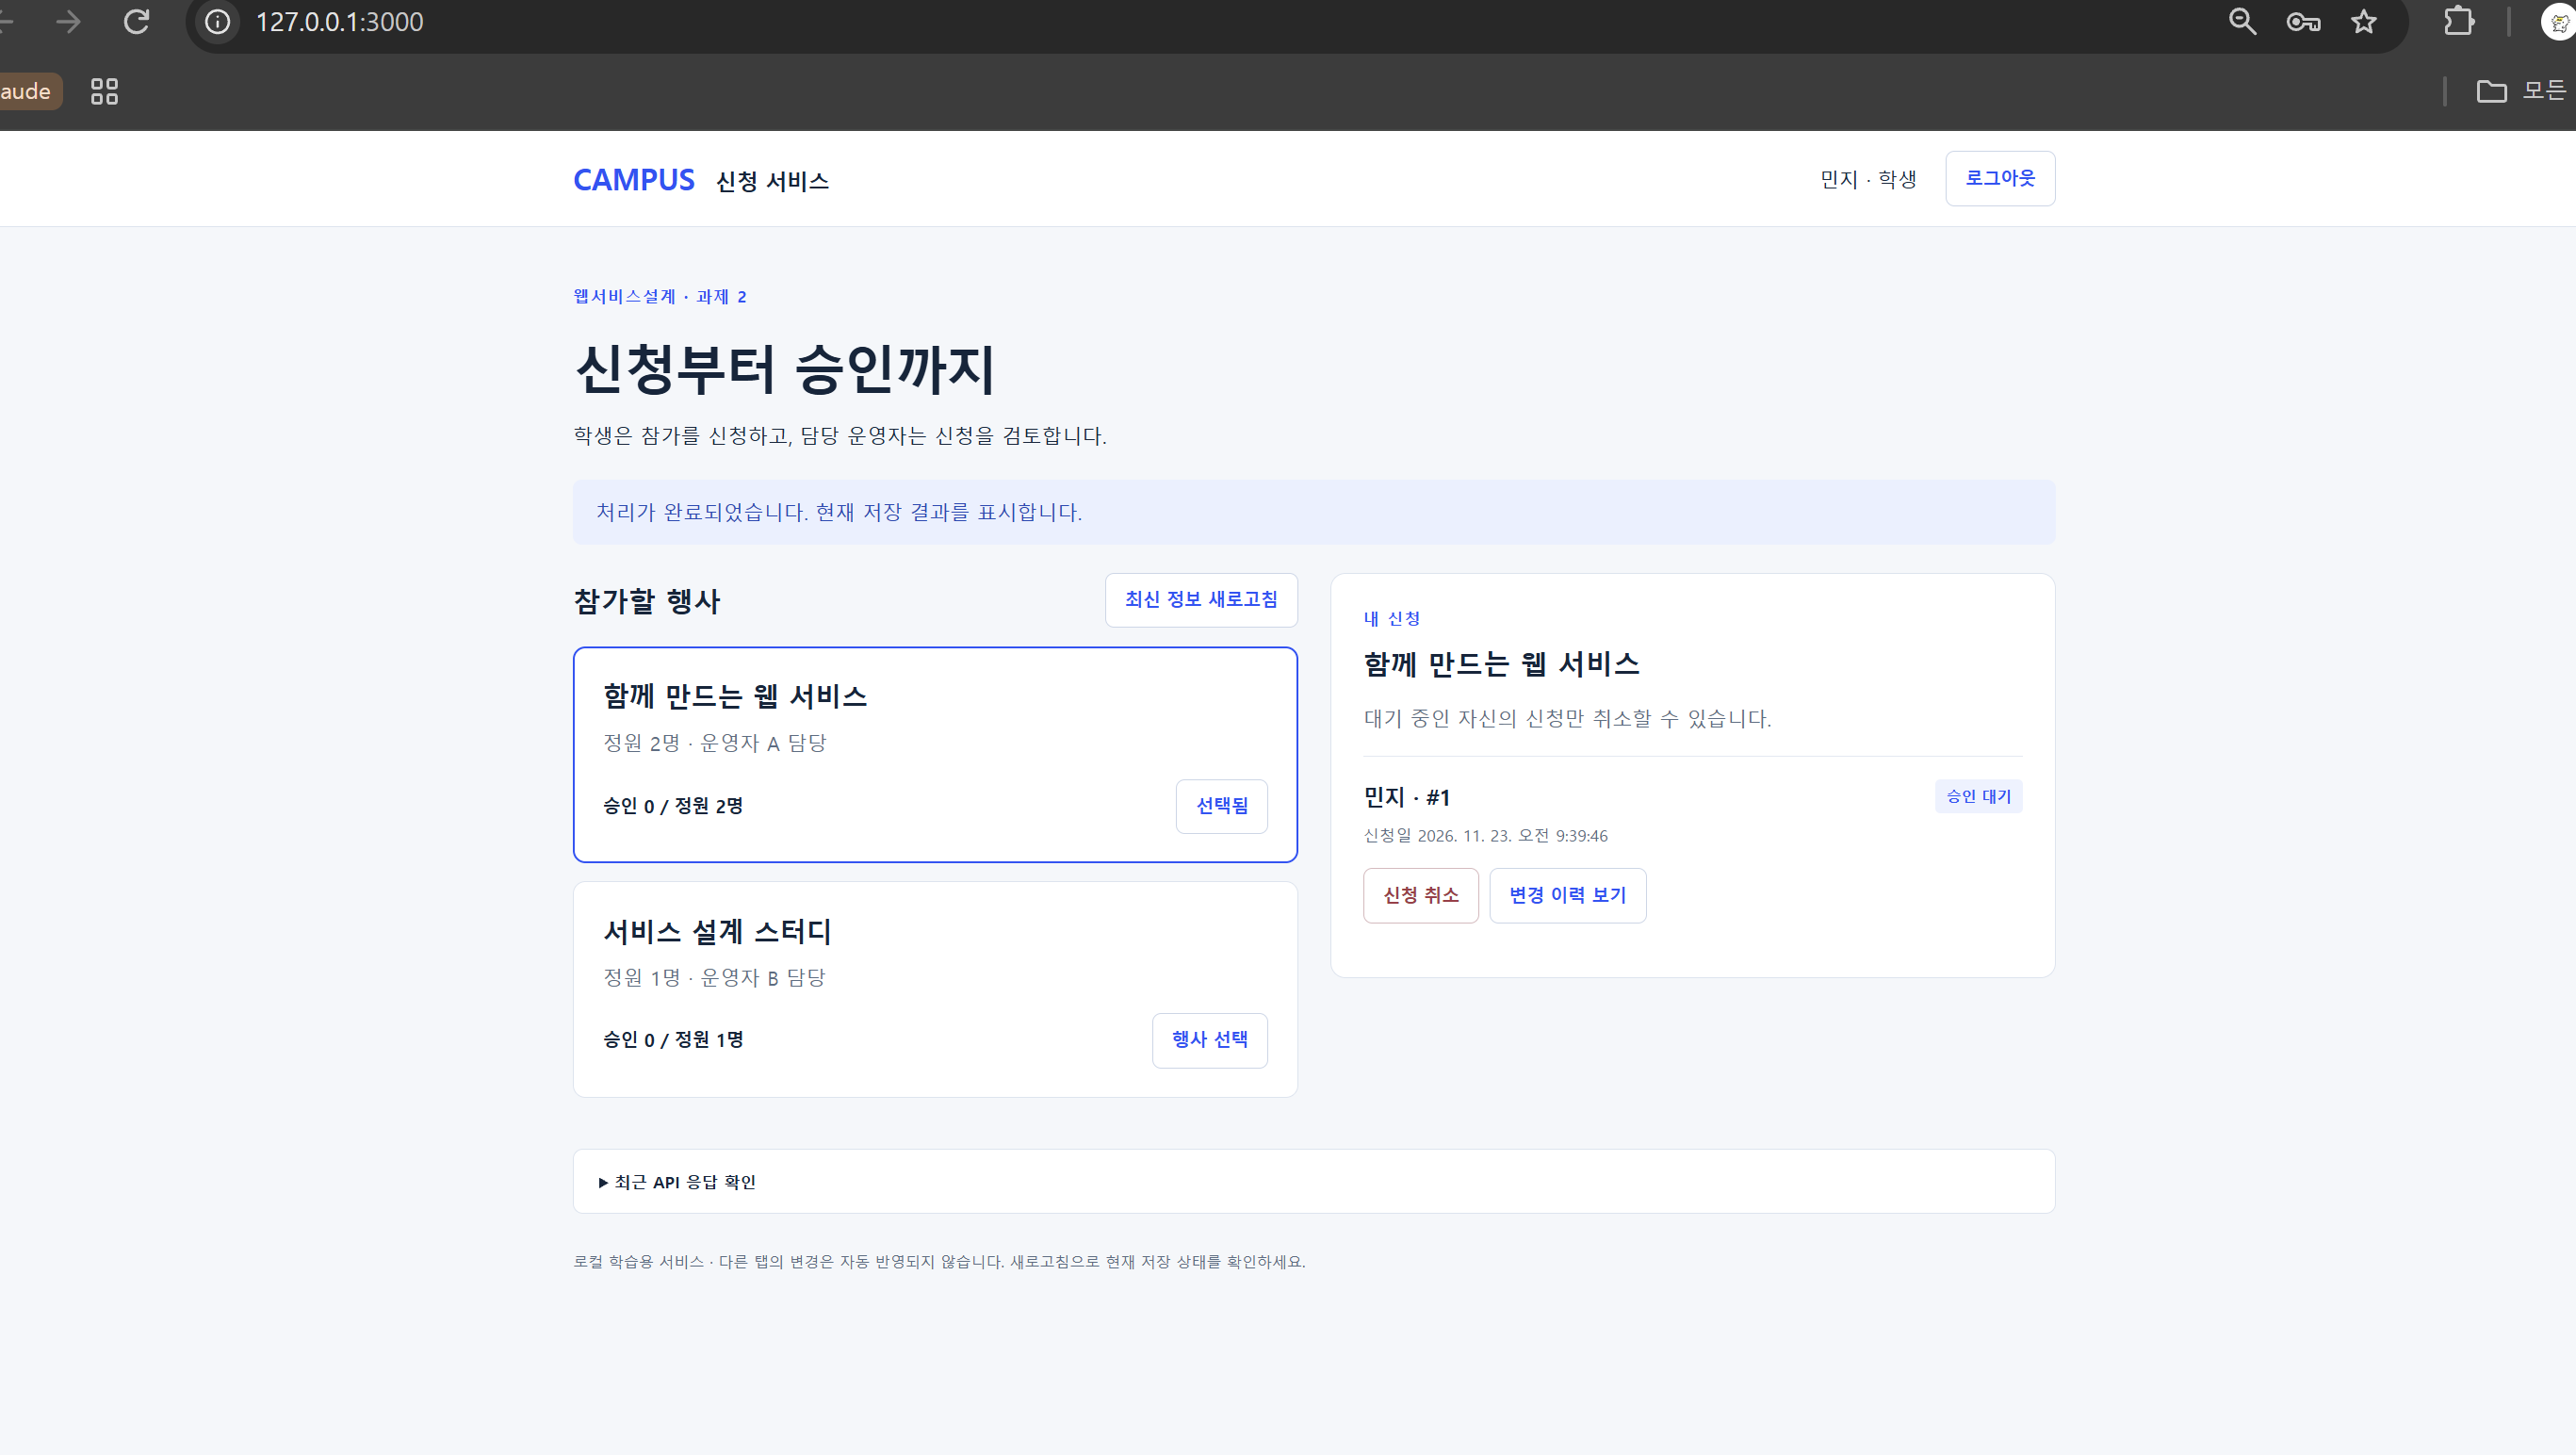 127.0.0.1:3000
aude
모든
CAMPUS 신청 서비스
민지 · 학생
로그아웃
웹서비스설계 · 과제 2
신청부터 승인까지
학생은 참가를 신청하고, 담당 운영자는 신청을 검토합니다.
처리가 완료되었습니다. 현재 저장 결과를 표시합니다.
참가할 행사
최신 정보 새로고침
함께 만드는 웹 서비스
정원 2명 · 운영자 A 담당
승인 0 / 정원 2명
선택됨
서비스 설계 스터디
정원 1명 · 운영자 B 담당
승인 0 / 정원 1명
행사 선택
내 신청
함께 만드는 웹 서비스
대기 중인 자신의 신청만 취소할 수 있습니다.
민지 · #1
승인 대기
신청일 2026. 11. 23. 오전 9:39:46
신청 취소
변경 이력 보기
▶ 최근 API 응답 확인
로컬 학습용 서비스 · 다른 탭의 변경은 자동 반영되지 않습니다. 새로고침으로 현재 저장 상태를 확인하세요.